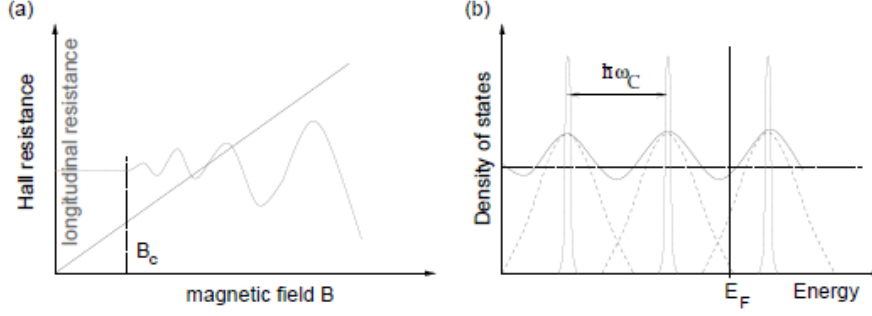 (a)
Hall resistance
longitudinal resistance
B_c
magnetic field B
(b)
Density of states
ħω_C
E_F
Energy